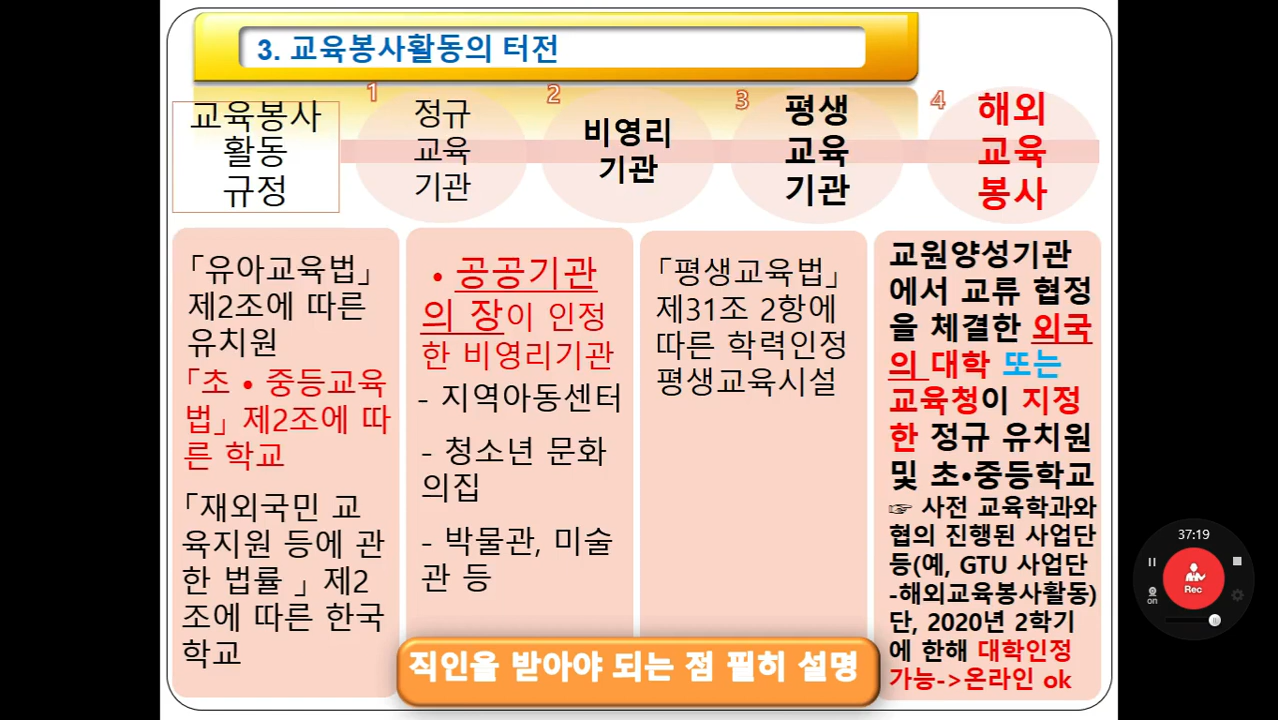 3. 교육봉사활동의 터전
교육봉사
활동
규정
1
정규
교육
기관
2
비영리
기관
3
평생
교육
기관
4
해외
교육
봉사
「유아교육법」
제2조에 따른
유치원
「초 • 중등교육
법」 제2조에 따
른 학교
「재외국민 교
육지원 등에 관
한 법률 」 제2
조에 따른 한국
학교
• 공공기관
의 장이 인정
한 비영리기관
- 지역아동센터
- 청소년 문화
의집
- 박물관, 미술
관 등
「평생교육법」
제31조 2항에
따른 학력인정
평생교육시설
교원양성기관
에서 교류 협정
을 체결한 외국
의 대학 또는
교육청이 지정
한 정규 유치원
및 초•중등학교
☞ 사전 교육학과와
협의 진행된 사업단
등(예, GTU 사업단
-해외교육봉사활동)
단, 2020년 2학기
에 한해 대학인정
가능->온라인 ok
직인을 받아야 되는 점 필히 설명
37:19
Rec
on